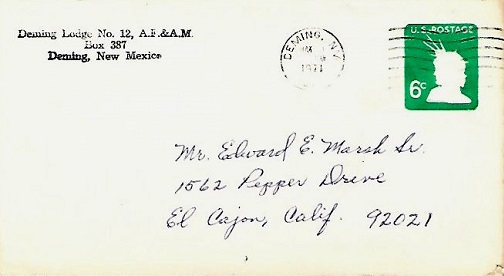 Deming Lodge No. 12, A.F.&A.M.
Box 387
Deming, New Mexico
DEMING, N
1971
U.S. POSTAGE
6c
Mr. Edward E. Marsh Sr.
1562 Pepper Drive
El Cajon, Calif. 92021